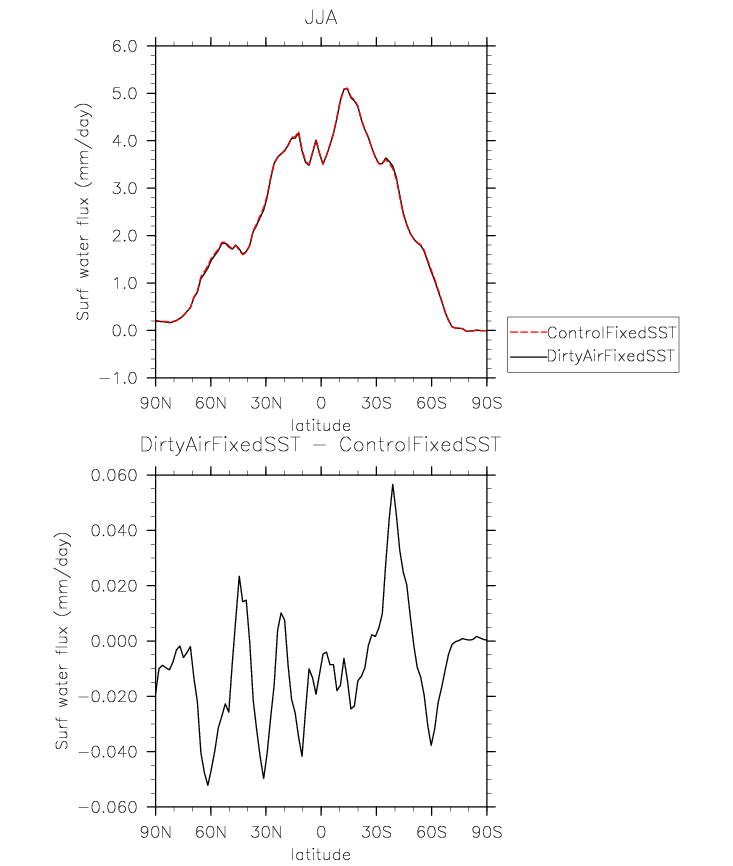 JJA
6.0
5.0
4.0
3.0
2.0
1.0
0.0
−1.0
Surf water flux (mm/day)
90N 60N 30N 0 30S 60S 90S
latitude
ControlFixedSST
DirtyAirFixedSST
DirtyAirFixedSST − ControlFixedSST
0.060
0.040
0.020
0.000
−0.020
−0.040
−0.060
Surf water flux (mm/day)
90N 60N 30N 0 30S 60S 90S
latitude